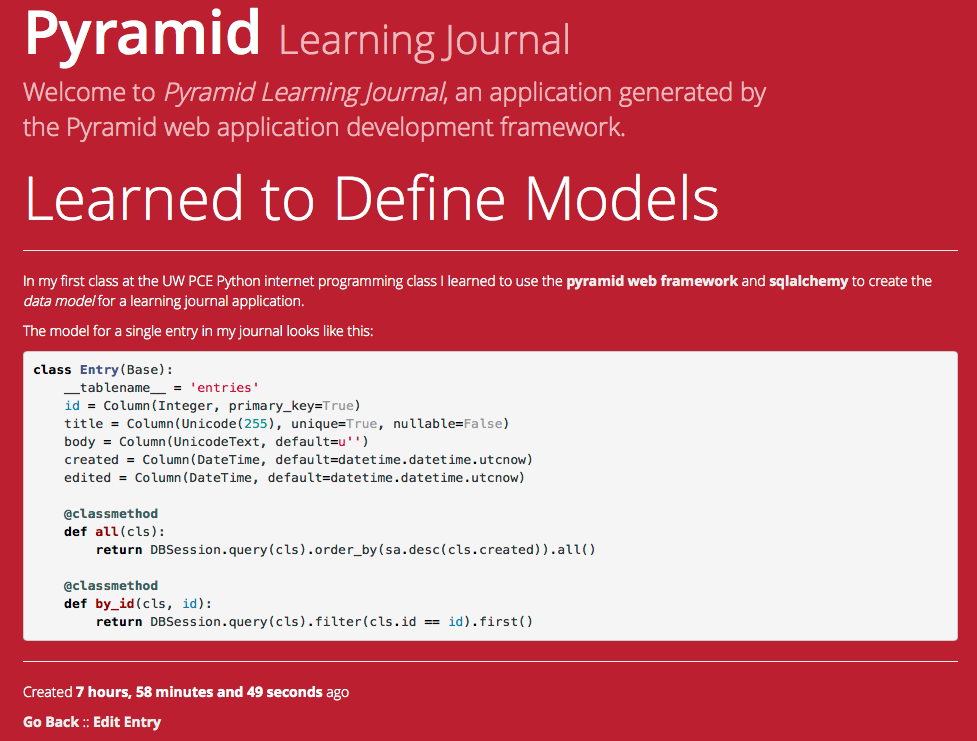 Pyramid Learning Journal
Welcome to Pyramid Learning Journal, an application generated by
the Pyramid web application development framework.
Learned to Define Models
In my first class at the UW PCE Python internet programming class I learned to use the pyramid web framework and sqlalchemy to create the
data model for a learning journal application.
The model for a single entry in my journal looks like this:
class Entry(Base):
    __tablename__ = 'entries'
    id = Column(Integer, primary_key=True)
    title = Column(Unicode(255), unique=True, nullable=False)
    body = Column(UnicodeText, default=u'')
    created = Column(DateTime, default=datetime.datetime.utcnow)
    edited = Column(DateTime, default=datetime.datetime.utcnow)
    @classmethod
    def all(cls):
        return DBSession.query(cls).order_by(sa.desc(cls.created)).all()
    @classmethod
    def by_id(cls, id):
        return DBSession.query(cls).filter(cls.id == id).first()
Created 7 hours, 58 minutes and 49 seconds ago
Go Back :: Edit Entry